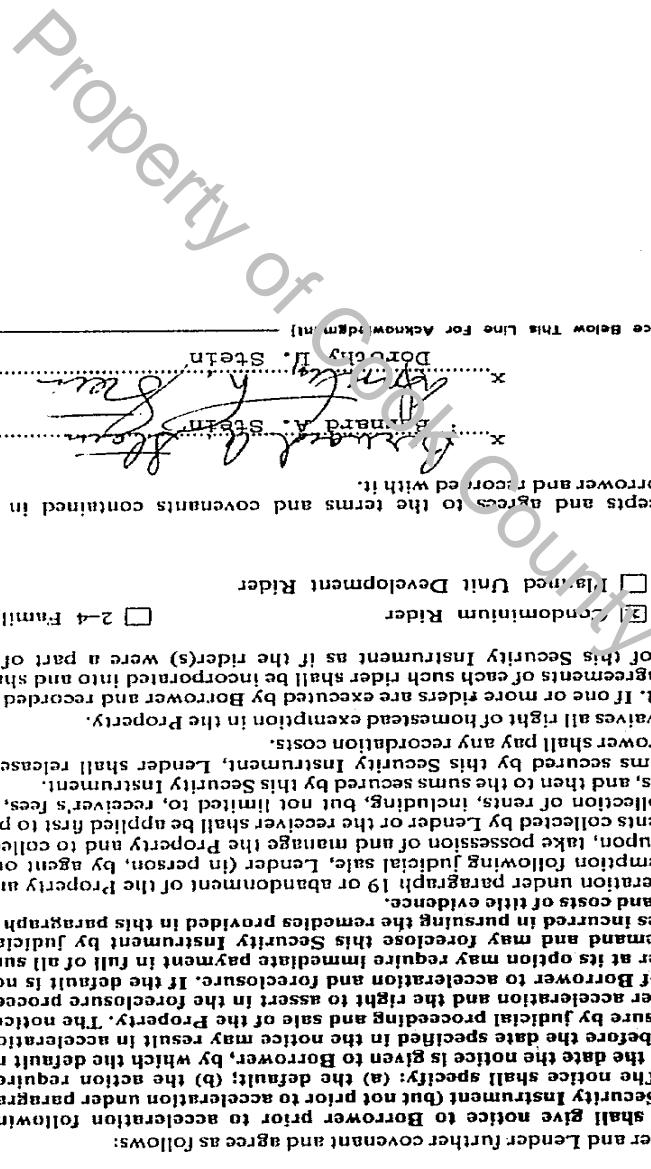 er and Lender further covenant and agree as follows:
shall give notice to Borrower prior to acceleration followin
Security Instrument (but not prior to acceleration under paragra
The notice shall specify: (a) the default; (b) the action require
the date the notice is given to Borrower, by which the default m
before the date specified in the notice may result in acceleratio
sure by judicial proceeding and sale of the Property. The notice
er acceleration and the right to assert in the foreclosure procee
f Borrower to acceleration and foreclosure. If the default is no
er at its option may require immediate payment in full of all sum
emand and may foreclose this Security Instrument by judicia
es incurred in pursuing the remedies provided in this paragraph
and costs of title evidence.
eration under paragraph 19 or abandonment of the Property an
emption following judicial sale, Lender (in person, by agent or
upon, take possession of and manage the Property and to colle
nts collected by Lender or the receiver shall be applied first to p
ollection of rents, including, but not limited to, receiver's fees,
s, and then to the sums secured by this Security Instrument.
ms secured by this Security Instrument, Lender shall release
rower shall pay any recordation costs.
vaives all right of homestead exemption in the Property.
t. If one or more riders are executed by Borrower and recorded
agreements of each such rider shall be incorporated into and sha
of this Security Instrument as if the rider(s) were a part of
☒ Condominium Rider ☐ 2-4 Famil
☐ Planned Unit Development Rider
cepts and agrees to the terms and covenants contained in
orrower and recorded with it.
x Bernard A. Stein
Bernard A. Stein
x Dorothy H. Stein
Dorothy H. Stein
ce Below This Line For Acknowledgment]
Property of Cook County